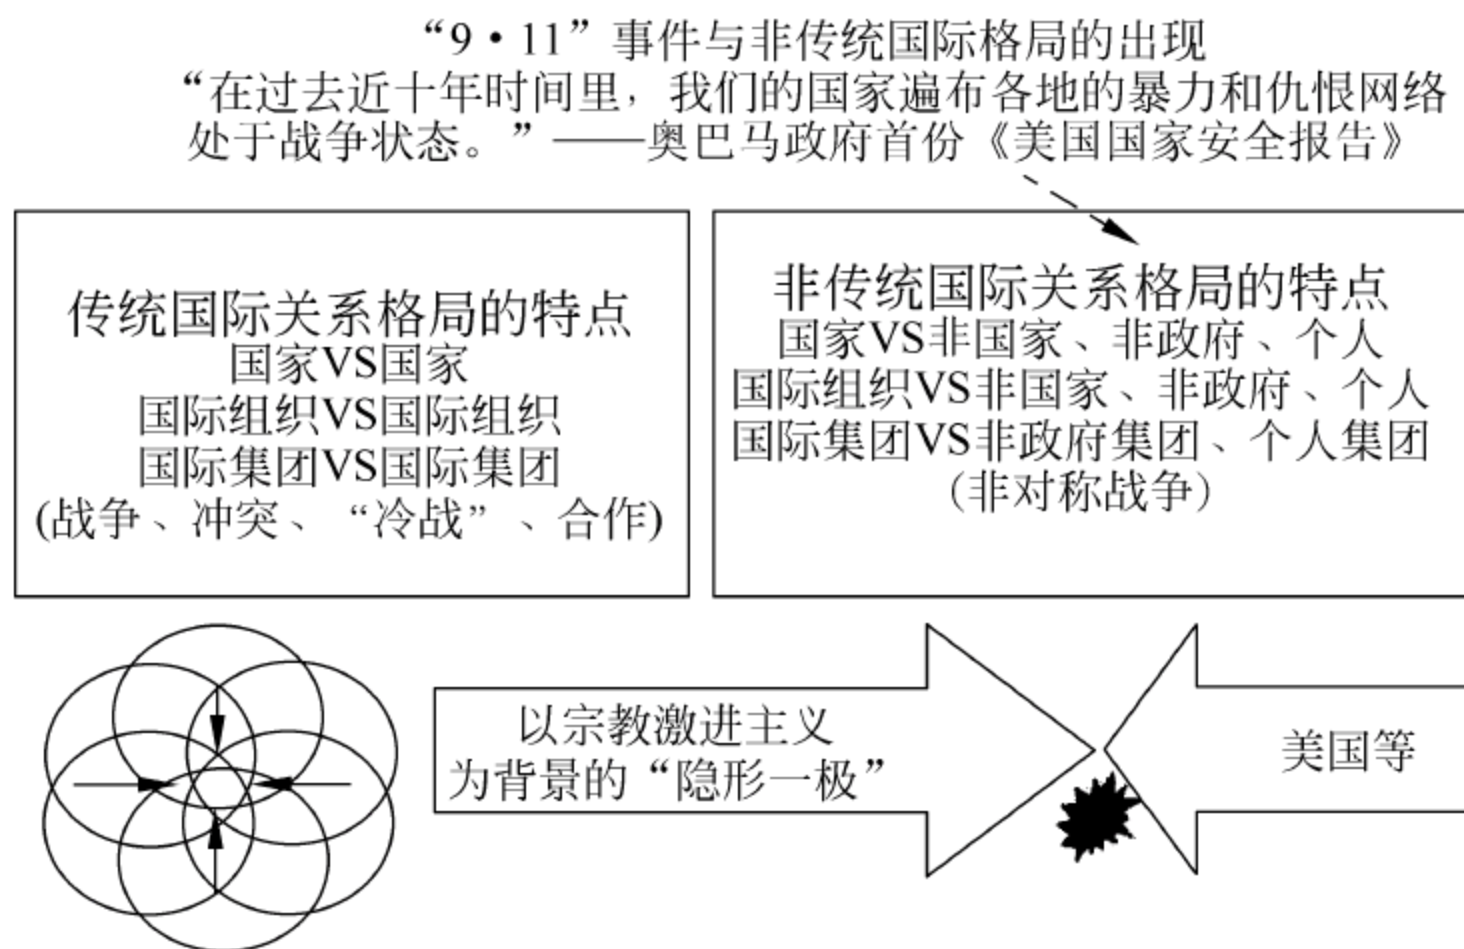 “9·11”事件与非传统国际格局的出现
“在过去近十年时间里，我们的国家遍布各地的暴力和仇恨网络
处于战争状态。”——奥巴马政府首份《美国国家安全报告》
传统国际关系格局的特点
国家VS国家
国际组织VS国际组织
国际集团VS国际集团
(战争、冲突、“冷战”、合作)
非传统国际关系格局的特点
国家VS非国家、非政府、个人
国际组织VS非国家、非政府、个人
国际集团VS非政府集团、个人集团
（非对称战争）
以宗教激进主义
为背景的“隐形一极”
美国等